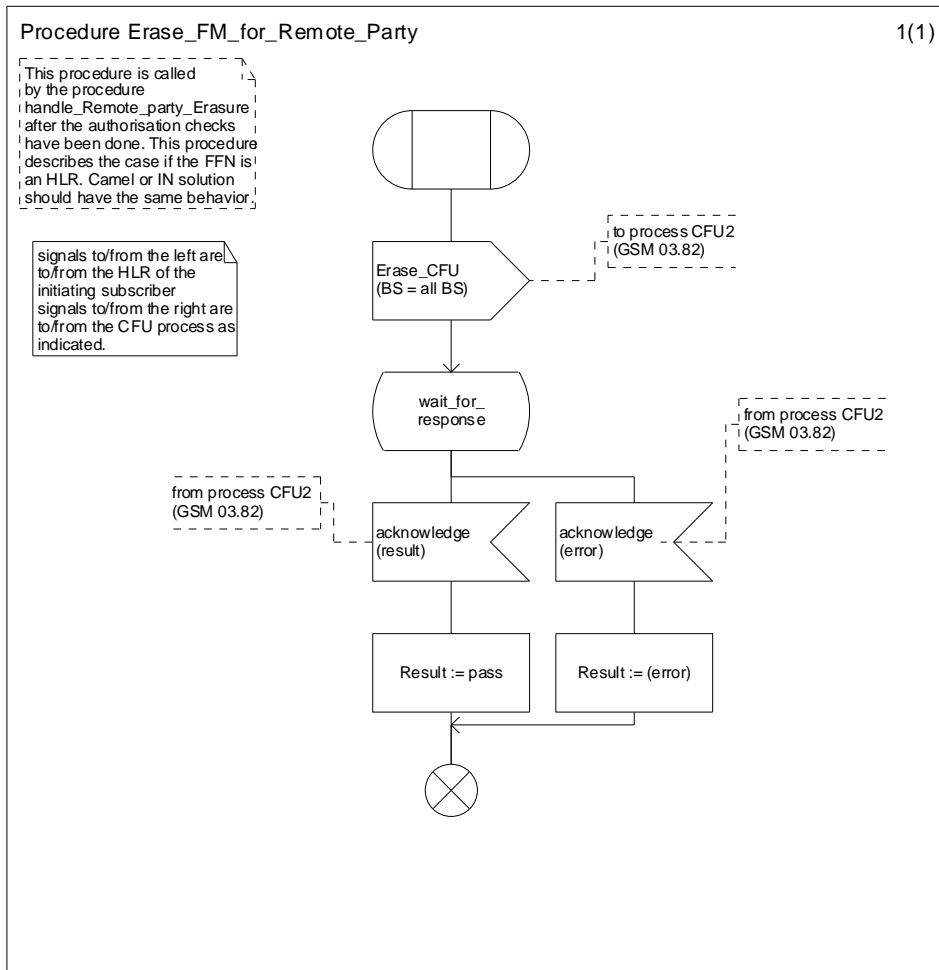 Procedure Erase_FM_for_Remote_Party
1(1)
This procedure is called
by the procedure
handle_Remote_party_Erasure
after the authorisation checks
have been done. This procedure
describes the case if the FFN is
an HLR. Camel or IN solution
should have the same behavior.
signals to/from the left are
to/from the HLR of the
initiating subscriber
signals to/from the right are
to/from the CFU process as
indicated.
to process CFU2
(GSM 03.82)
Erase_CFU
(BS = all BS)
wait_for_
response
from process CFU2
(GSM 03.82)
from process CFU2
(GSM 03.82)
acknowledge
(result)
acknowledge
(error)
Result := pass
Result := (error)